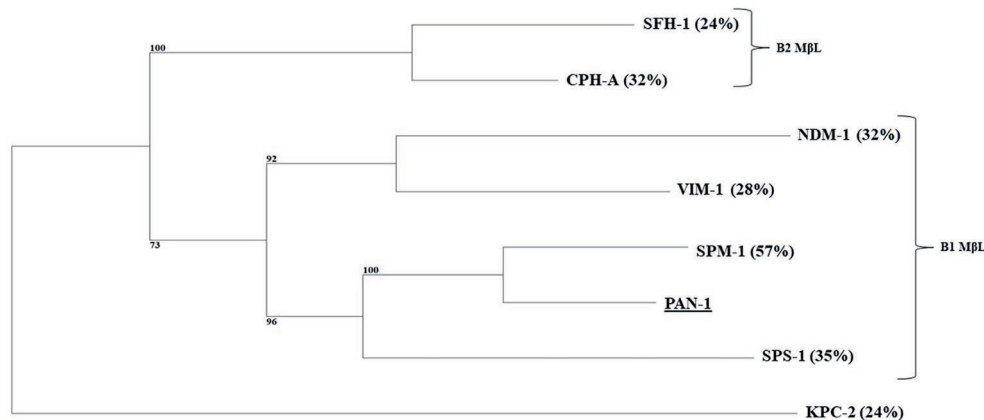 SFH-1 (24%)
100
B2 MβL
CPH-A (32%)
NDM-1 (32%)
92
VIM-1 (28%)
73
SPM-1 (57%)
B1 MβL
100
PAN-1
96
SPS-1 (35%)
KPC-2 (24%)